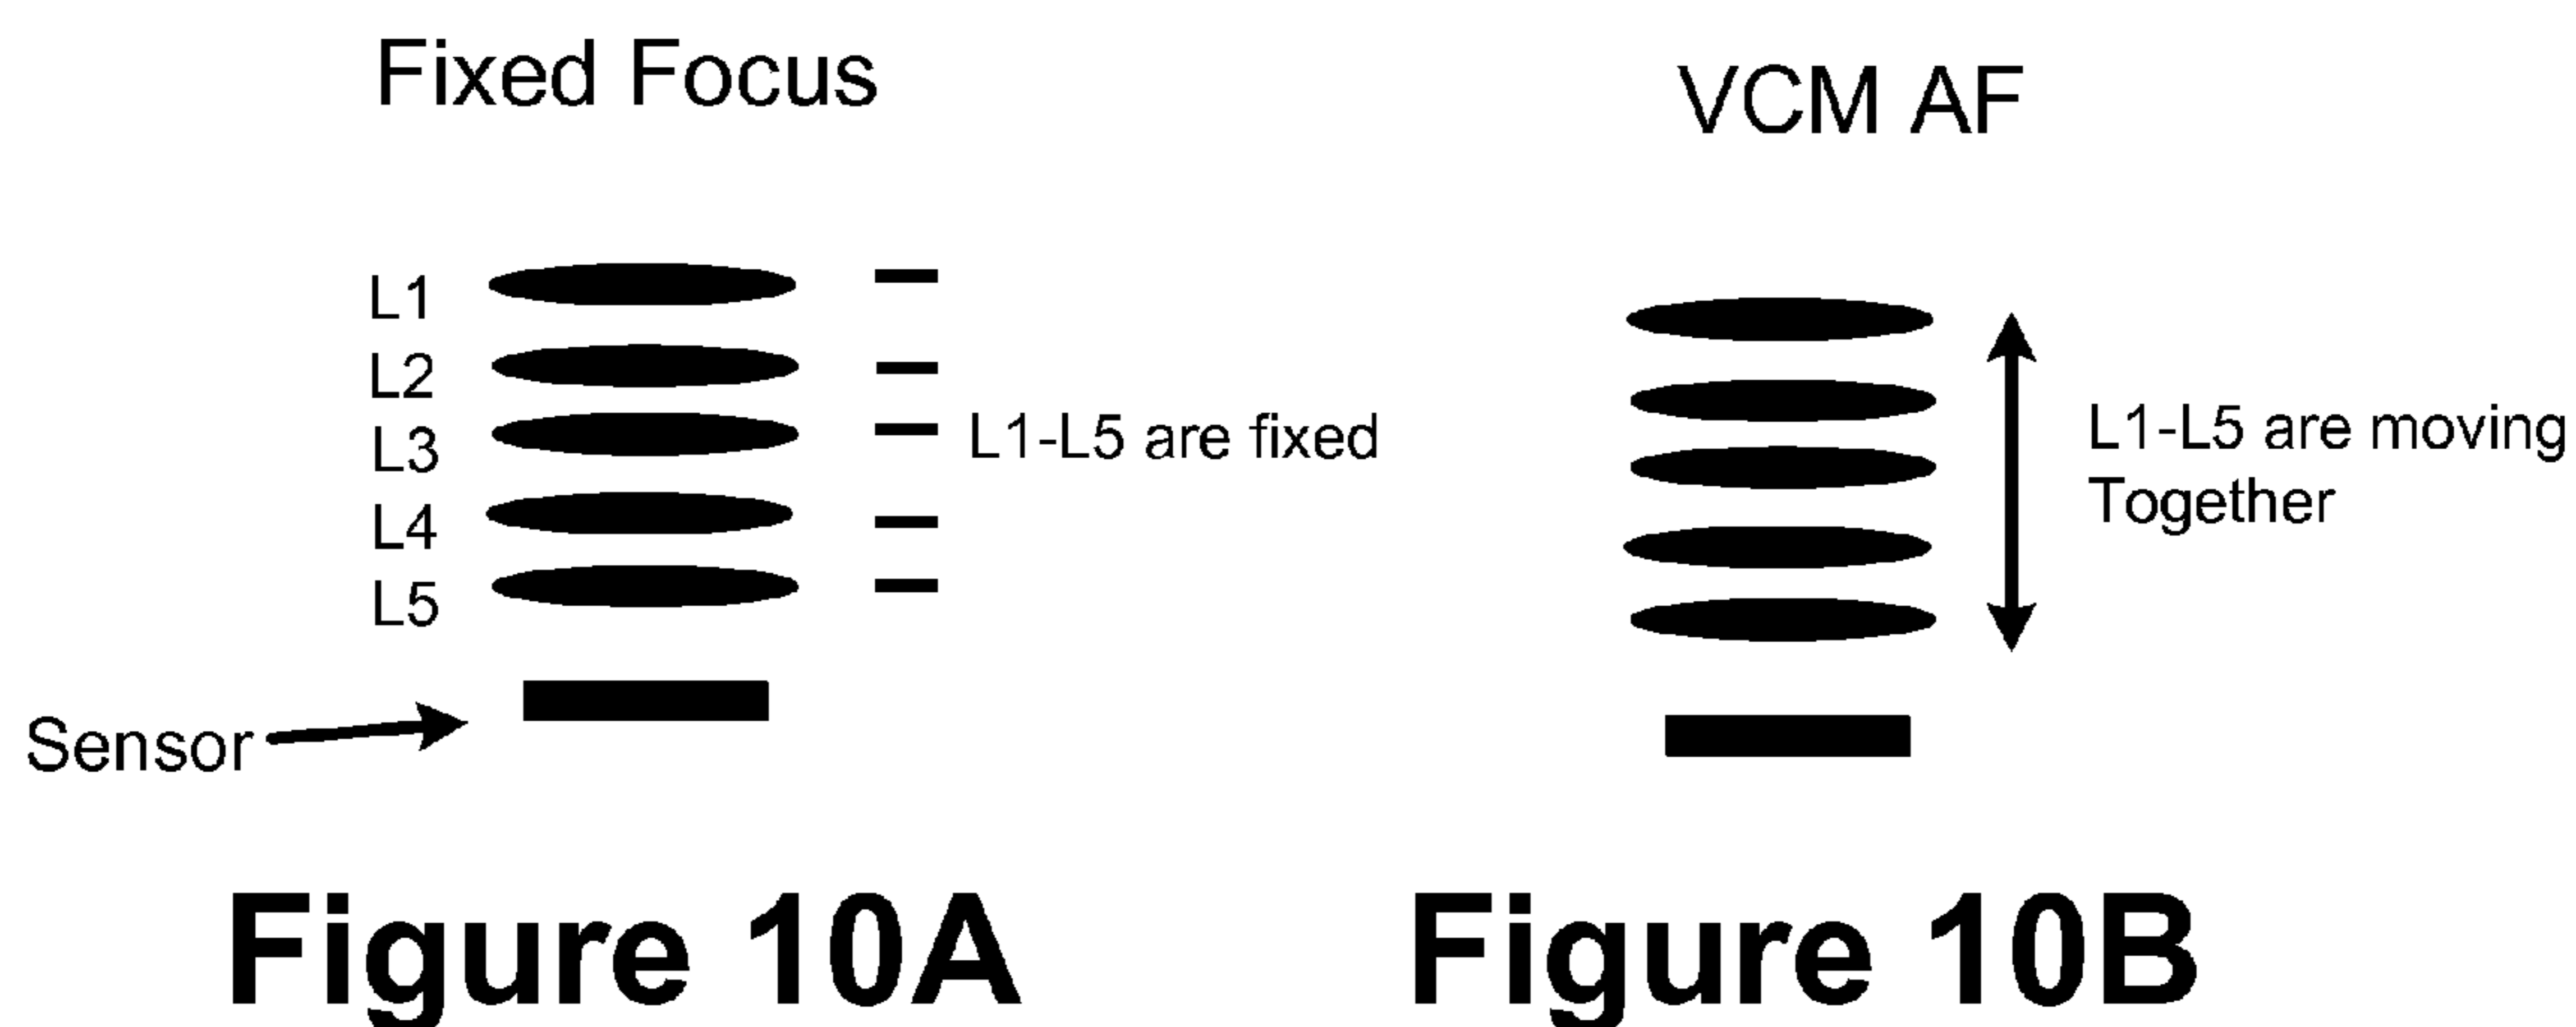 Fixed Focus
L1
L2
L3
L4
L5
L1-L5 are fixed
Sensor
Figure 10A
VCM AF
L1-L5 are moving
Together
Figure 10B